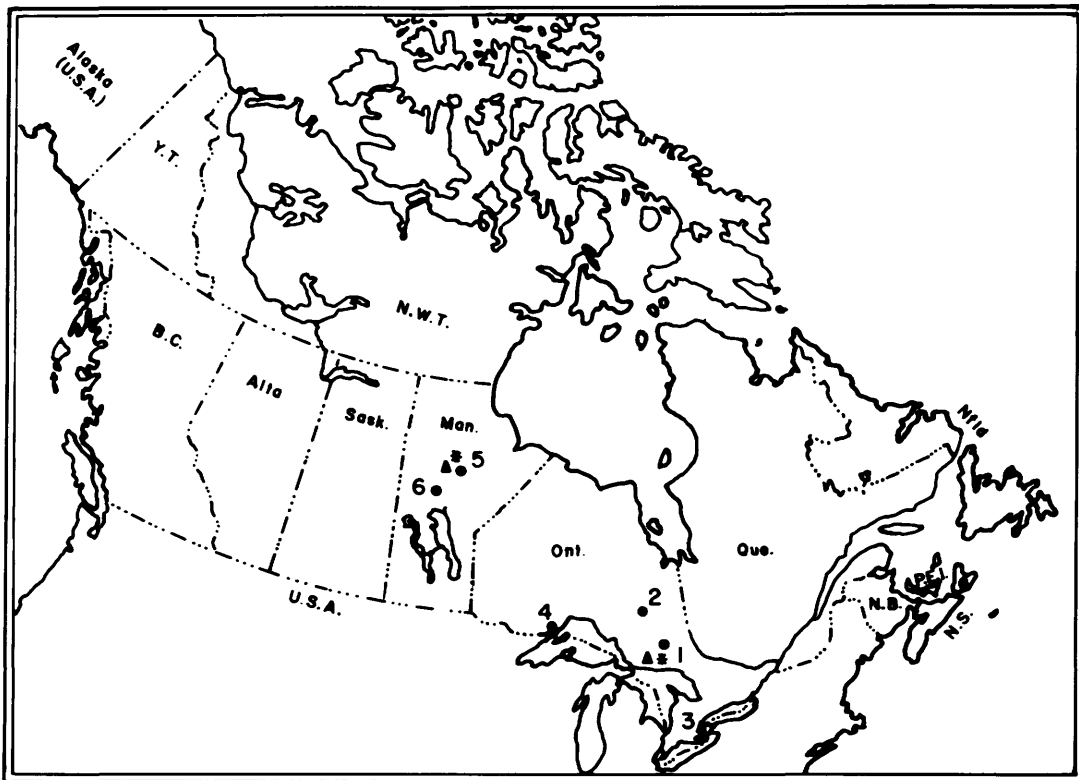 Alaska
(U.S.A.)
Y.T.
N.W.T.
B.C.
Alta
Sask.
Man.
Nfld
* 5
6
Ont.
Que.
P.E.I.
N.B.
N.S.
U.S.A.
2
4
* 1
3